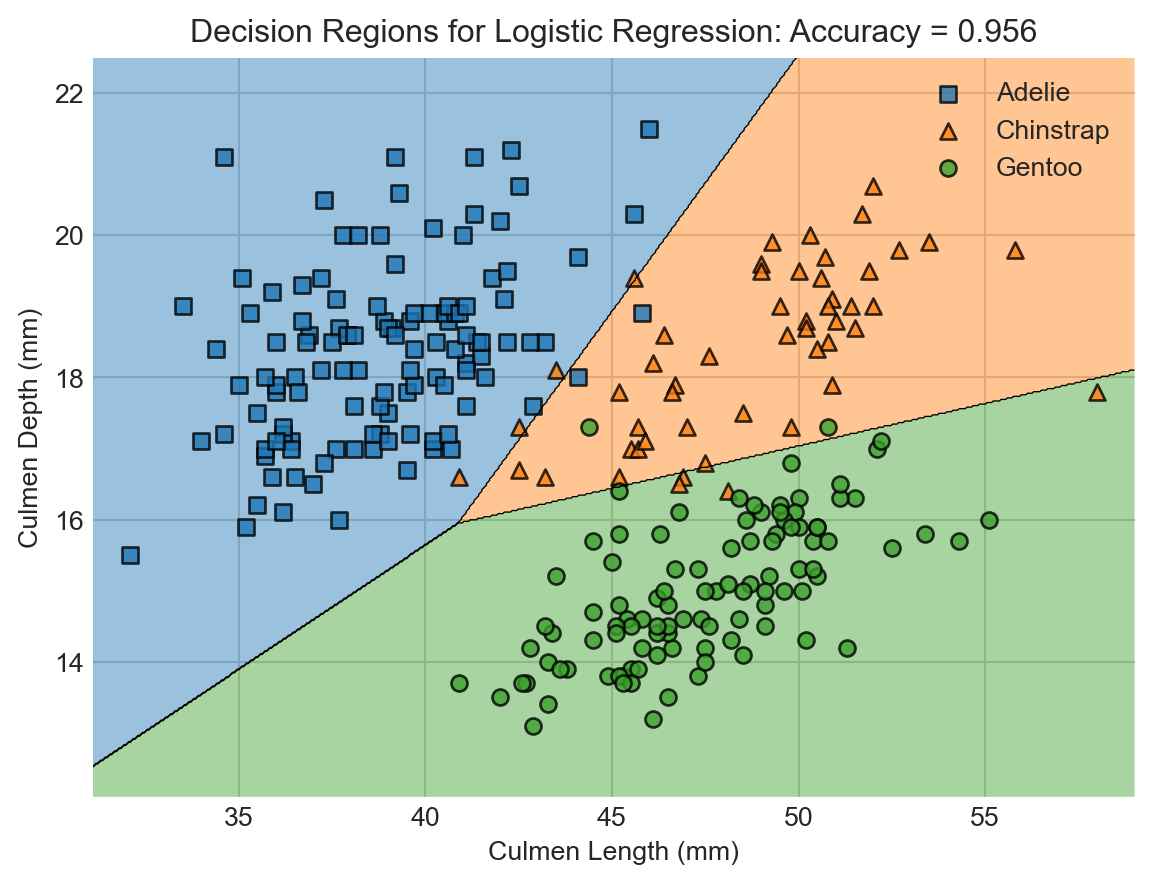 Decision Regions for Logistic Regression: Accuracy = 0.956
Adelie
Chinstrap
Gentoo
22
20
18
16
14
Culmen Depth (mm)
35
40
45
50
55
Culmen Length (mm)